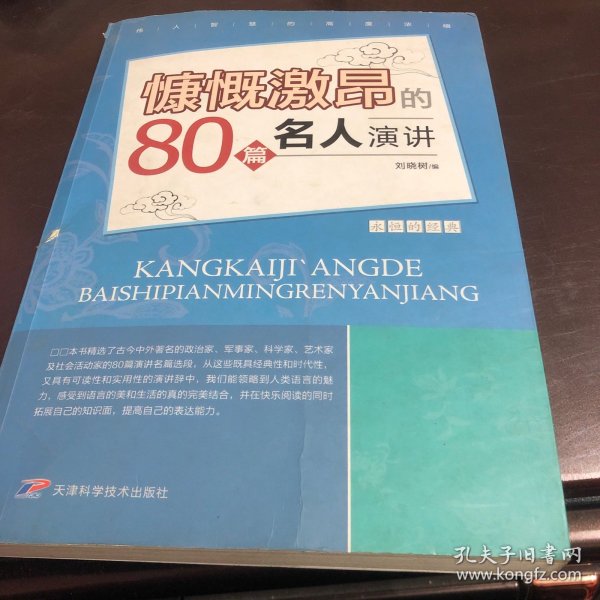 伟人智慧的高度浓缩
慷慨激昂的
80篇名人演讲
刘晓树/编
永恒的经典
KANGKAIJI`ANGDE
BAISHIPIANMINGRENYANJIANG
□□本书精选了古今中外著名的政治家、军事家、科学家、艺术家
及社会活动家的80篇演讲名篇选段，从这些既具经典性和时代性，
又具有可读性和实用性的演讲辞中，我们能领略到人类语言的魅
力，感受到语言的美和生活的真的完美结合，并在快乐阅读的同时
拓展自己的知识面，提高自己的表达能力。
天津科学技术出版社
孔夫子旧书网
www.kongfz.com